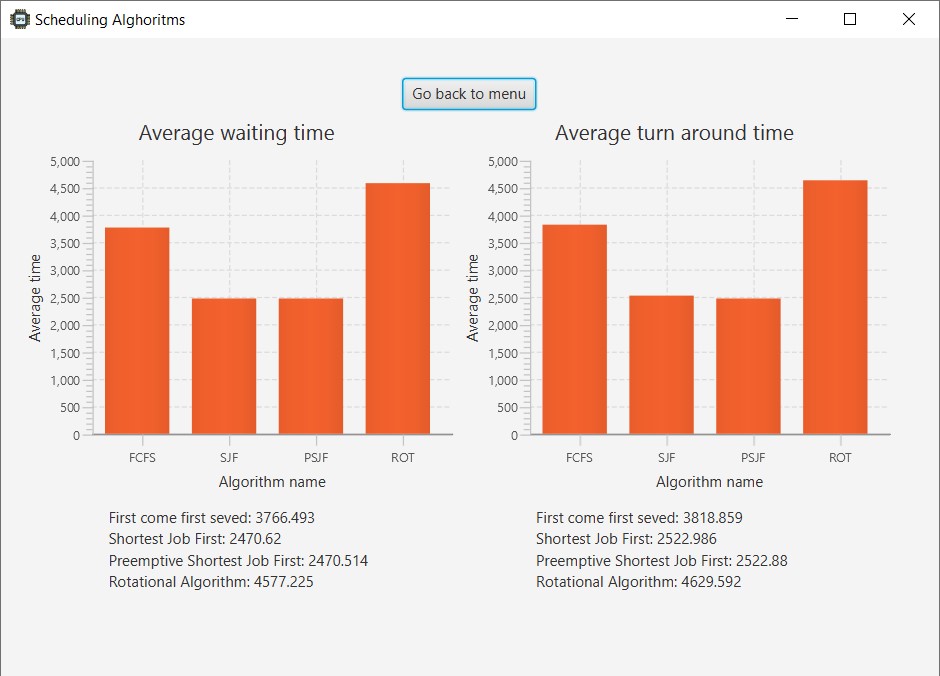 Scheduling Alghoritms
Go back to menu
Average waiting time
5,000
4,500
4,000
3,500
3,000
2,500
2,000
1,500
1,000
500
0
Average time
FCFS SJF PSJF ROT
Algorithm name
First come first seved: 3766.493
Shortest Job First: 2470.62
Preemptive Shortest Job First: 2470.514
Rotational Algorithm: 4577.225
Average turn around time
5,000
4,500
4,000
3,500
3,000
2,500
2,000
1,500
1,000
500
0
Average time
FCFS SJF PSJF ROT
Algorithm name
First come first seved: 3818.859
Shortest Job First: 2522.986
Preemptive Shortest Job First: 2522.88
Rotational Algorithm: 4629.592